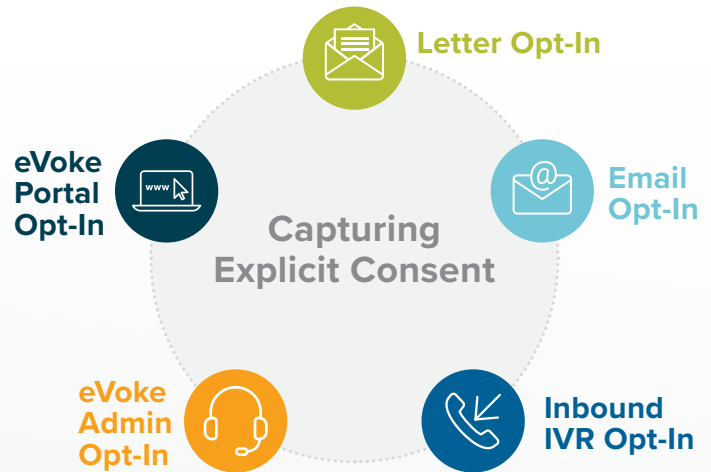 Letter Opt-In
eVoke
Portal
Opt-In
www
@
Email
Opt-In
Capturing
Explicit Consent
eVoke
Admin
Opt-In
Inbound
IVR Opt-In